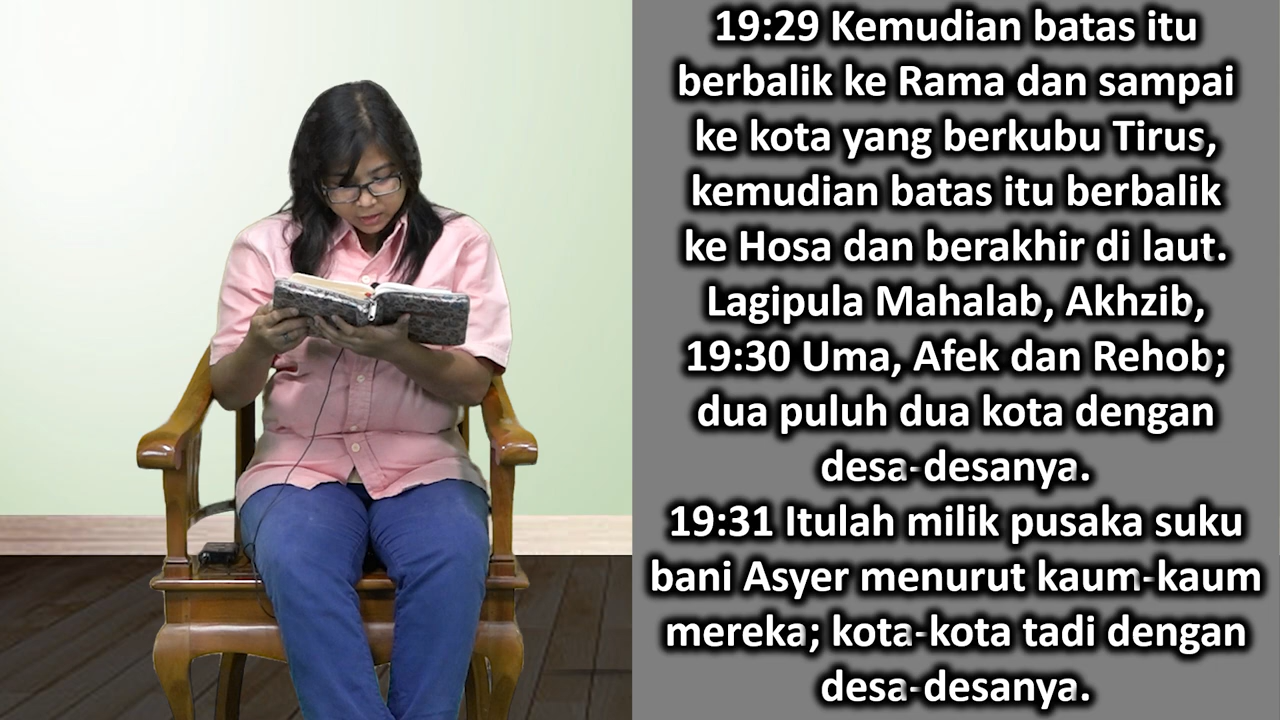 19:29 Kemudian batas itu
berbalik ke Rama dan sampai
ke kota yang berkubu Tirus,
kemudian batas itu berbalik
ke Hosa dan berakhir di laut.
Lagipula Mahalab, Akhzib,
19:30 Uma, Afek dan Rehob;
dua puluh dua kota dengan
desa-desanya.
19:31 Itulah milik pusaka suku
bani Asyer menurut kaum-kaum
mereka; kota-kota tadi dengan
desa-desanya.